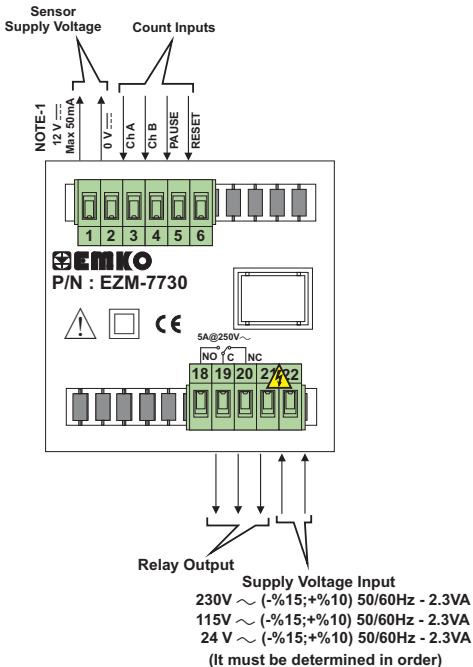 Sensor
Supply Voltage
Count Inputs
NOTE-1
12 V
Max 50mA
0 V
Ch A
Ch B
PAUSE
RESET
1 2 3 4 5 6
EMKO
P/N : EZM-7730
CE
5A@250V～
NO C NC
18 19 20 21 22
Relay Output
Supply Voltage Input
230V ～ (-%15;+%10) 50/60Hz - 2.3VA
115V ～ (-%15;+%10) 50/60Hz - 2.3VA
24 V ～ (-%15;+%10) 50/60Hz - 2.3VA
(It must be determined in order)